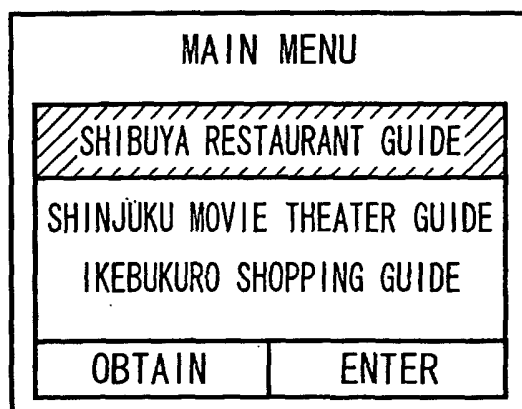 MAIN MENU
SHIBUYA RESTAURANT GUIDE
SHINJUKU MOVIE THEATER GUIDE
IKEBUKURO SHOPPING GUIDE
OBTAIN ENTER